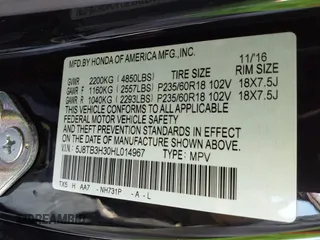 MFD.BY HONDA OF AMERICA MFG.,INC. 11/16
GVWR 2200KG (4850LBS) TIRE SIZE RIM SIZE
GAWR F 1160KG (2557LBS) P235/60R18 102V 18X7.5J
GAWR R 1040KG (2293LBS) P235/60R18 102V 18X7.5J
THIS VEHICLE CONFORMS TO ALL APPLICABLE
FEDERAL MOTOR VEHICLE SAFETY AND THEFT
PREVENTION STANDARDS IN EFFECT ON THE DATE
OF MANUFACTURE SHOWN ABOVE.
V.I.N.: 5J8TB3H30HL014967 TYPE: MPV
TX5 H AA7 - NH731P - A - L